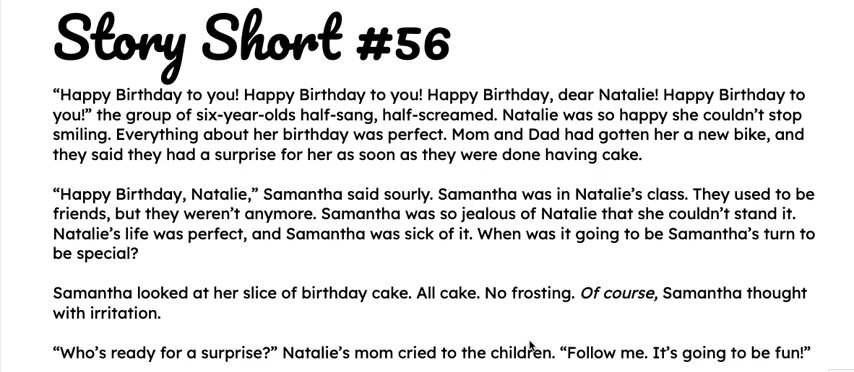 Story Short #56
“Happy Birthday to you! Happy Birthday to you! Happy Birthday, dear Natalie! Happy Birthday to
you!” the group of six-year-olds half-sang, half-screamed. Natalie was so happy she couldn’t stop
smiling. Everything about her birthday was perfect. Mom and Dad had gotten her a new bike, and
they said they had a surprise for her as soon as they were done having cake.
“Happy Birthday, Natalie,” Samantha said sourly. Samantha was in Natalie’s class. They used to be
friends, but they weren’t anymore. Samantha was so jealous of Natalie that she couldn’t stand it.
Natalie’s life was perfect, and Samantha was sick of it. When was it going to be Samantha’s turn to
be special?
Samantha looked at her slice of birthday cake. All cake. No frosting. Of course, Samantha thought
with irritation.
“Who’s ready for a surprise?” Natalie’s mom cried to the children. “Follow me. It’s going to be fun!”